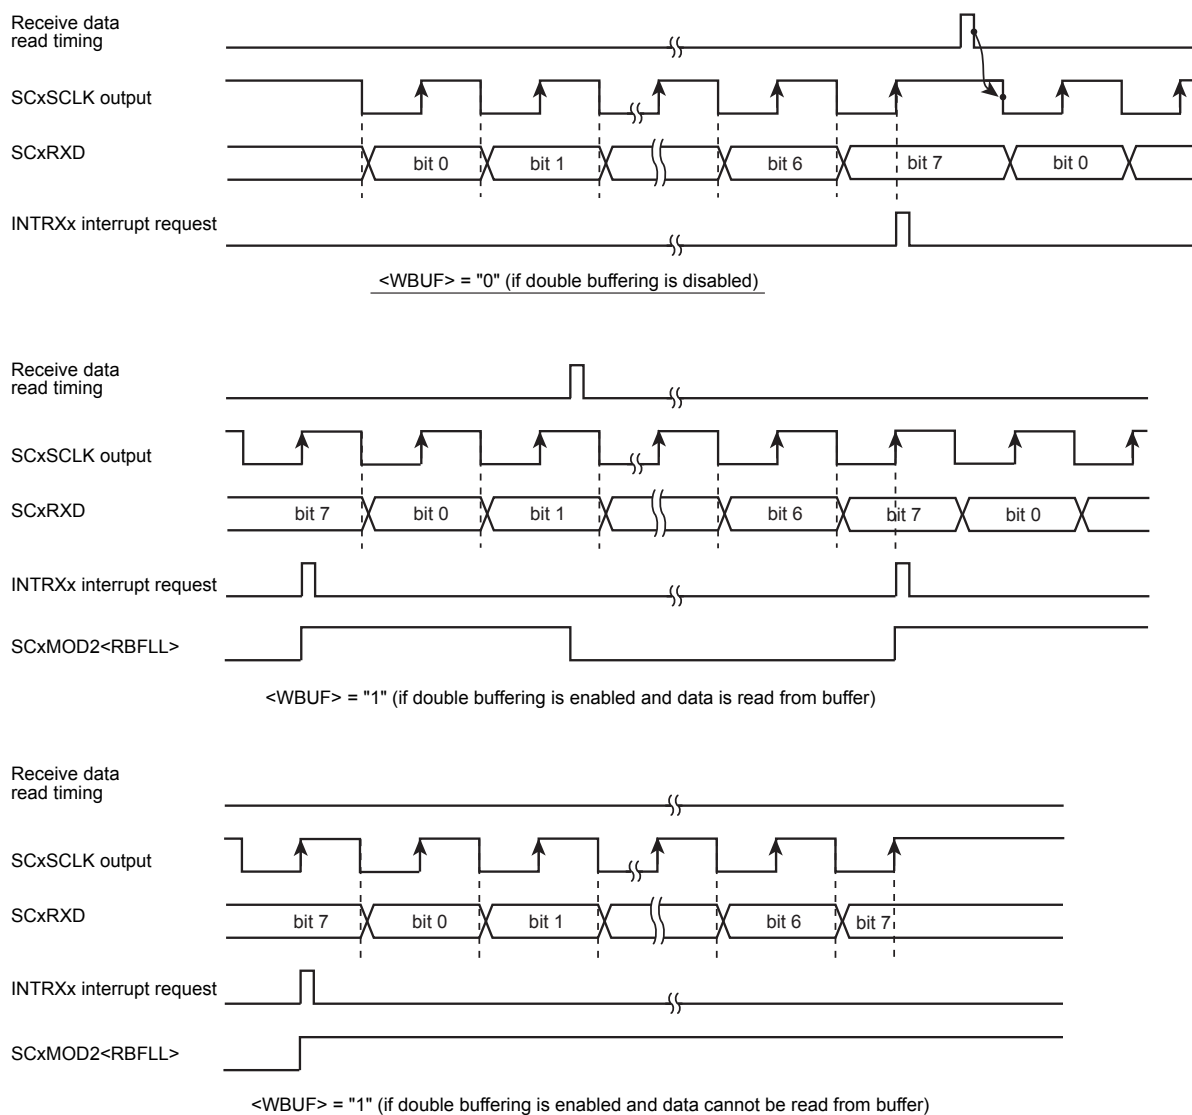 Receive data
read timing
SCxSCLK output
SCxRXD
bit 0
bit 1
bit 6
bit 7
bit 0
INTRXx interrupt request
<WBUF> = "0" (if double buffering is disabled)
Receive data
read timing
SCxSCLK output
SCxRXD
bit 7
bit 0
bit 1
bit 6
bit 7
bit 0
INTRXx interrupt request
SCxMOD2<RBFLL>
<WBUF> = "1" (if double buffering is enabled and data is read from buffer)
Receive data
read timing
SCxSCLK output
SCxRXD
bit 7
bit 0
bit 1
bit 6
bit 7
INTRXx interrupt request
SCxMOD2<RBFLL>
<WBUF> = "1" (if double buffering is enabled and data cannot be read from buffer)